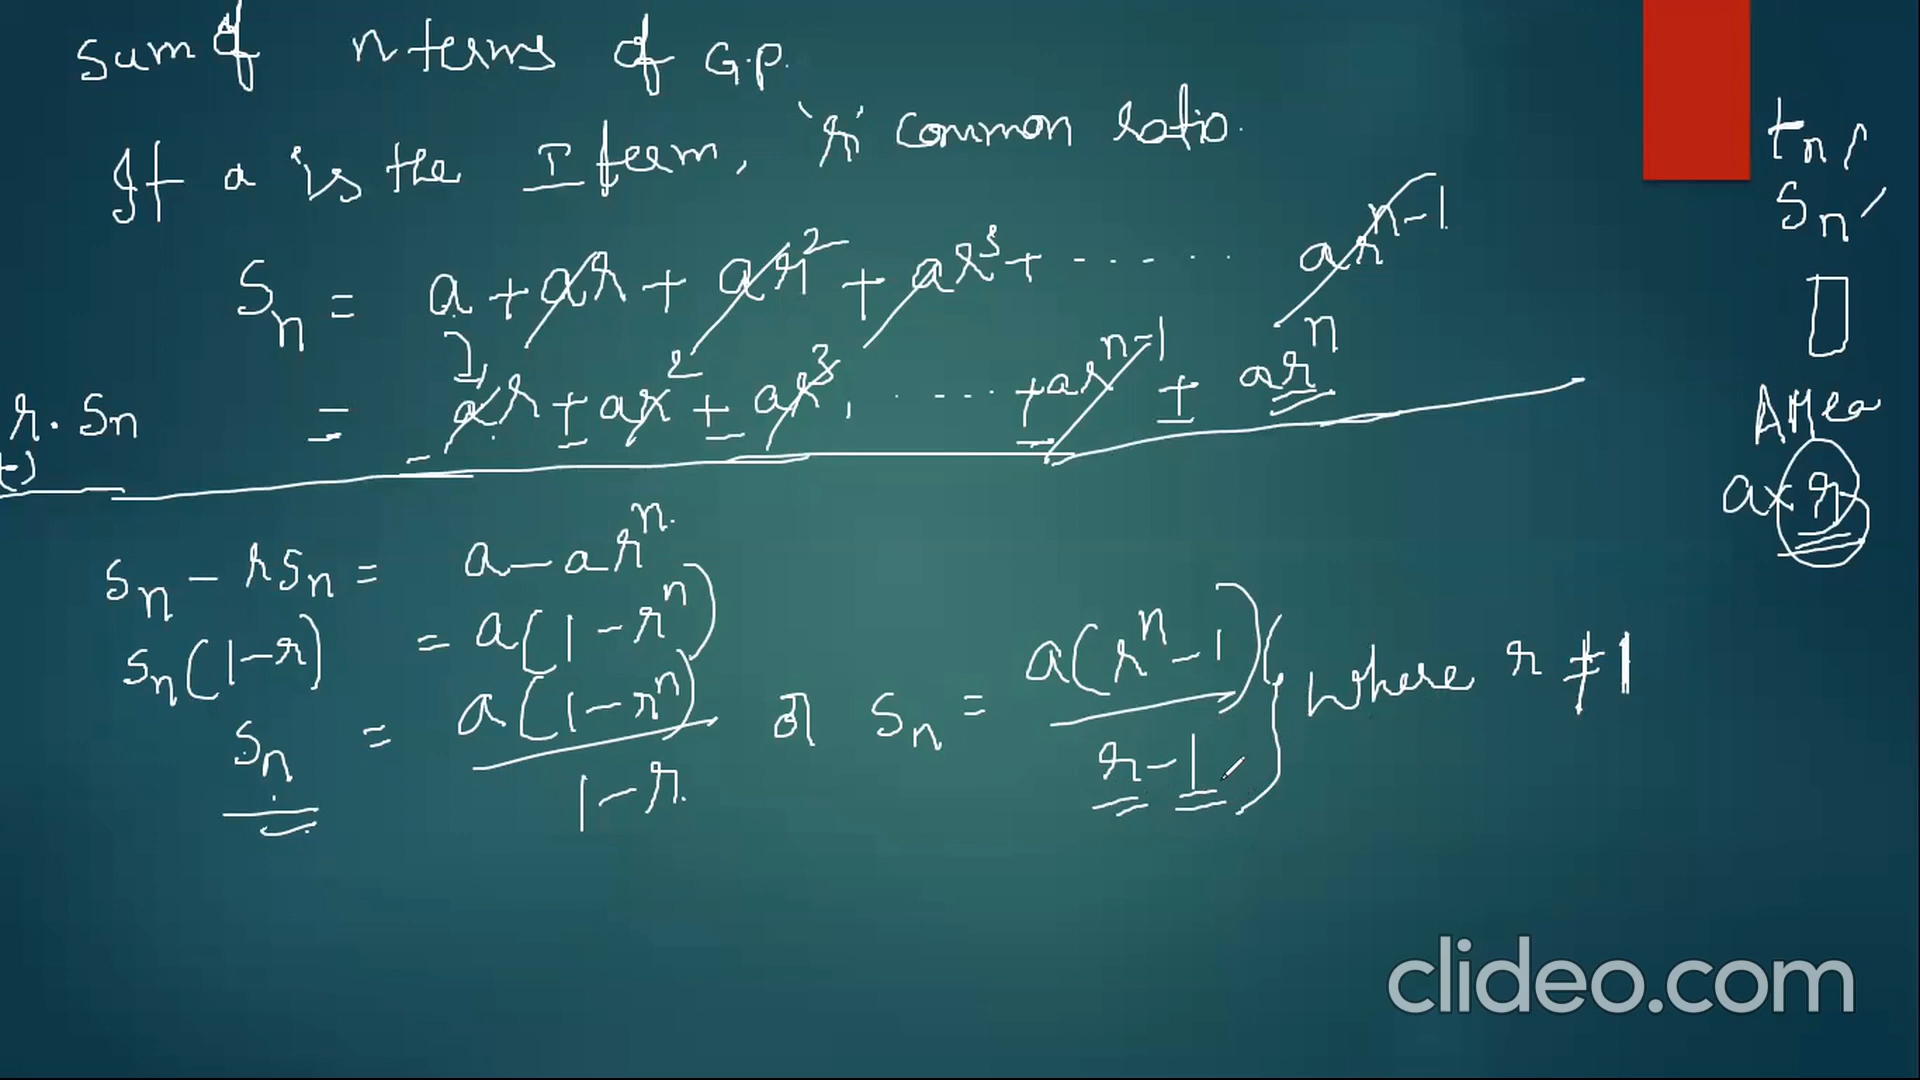 Sum of n terms of G.P.
If a is the I term, 'r' common ratio.
Sn = a + ar + ar² + ar³ + ...... arⁿ⁻¹
r. Sn = - ar ± ar² ± ar³, ..... ± arⁿ⁻¹ ± arⁿ
Sn - rSn = a - arⁿ
Sn(1-r) = a(1-rⁿ)
Sn = a(1-rⁿ) / 1-r or Sn = a(rⁿ-1) / r-1 } where r ≠ 1
tn,
Sn,
Area
a × r
clideo.com